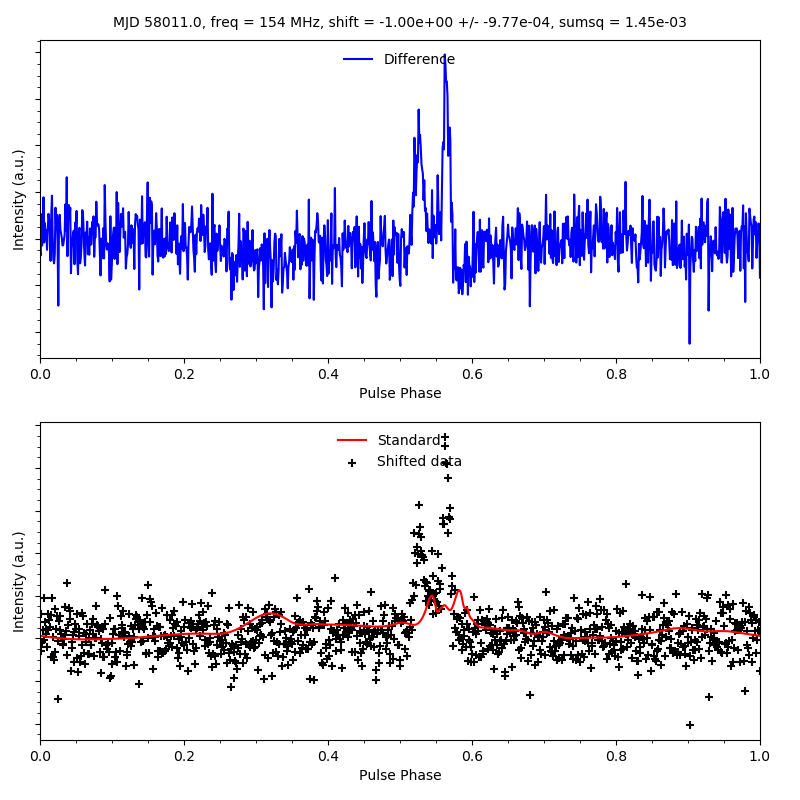 MJD 58011.0, freq = 154 MHz, shift = -1.00e+00 +/- -9.77e-04, sumsq = 1.45e-03
Difference
Intensity (a.u.)
0.0 0.2 0.4 0.6 0.8 1.0
Pulse Phase
Standard
Shifted data
Intensity (a.u.)
0.0 0.2 0.4 0.6 0.8 1.0
Pulse Phase